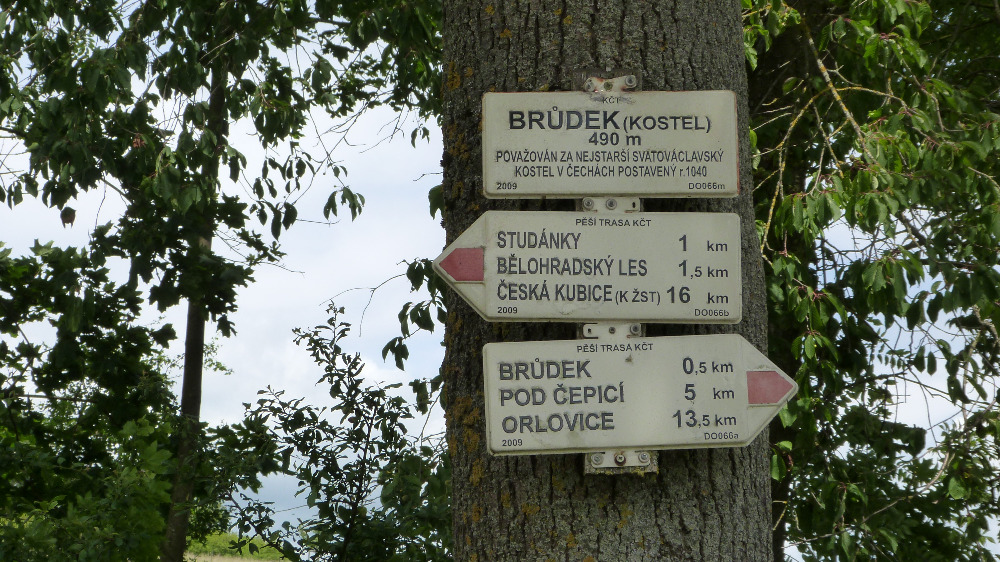 KČT
BRŮDEK (KOSTEL)
490 m
POVAŽOVÁN ZA NEJSTARŠÍ SVATOVÁCLAVSKÝ
KOSTEL V ČECHÁCH POSTAVENÝ r.1040
2009 DO066m
PĚŠÍ TRASA KČT
STUDÁNKY 1 km
BĚLOHRADSKÝ LES 1,5 km
ČESKÁ KUBICE (K ŽST) 16 km
2009 DO066b
PĚŠÍ TRASA KČT
BRŮDEK 0,5 km
POD ČEPICÍ 5 km
ORLOVICE 13,5 km
2009 DO066a